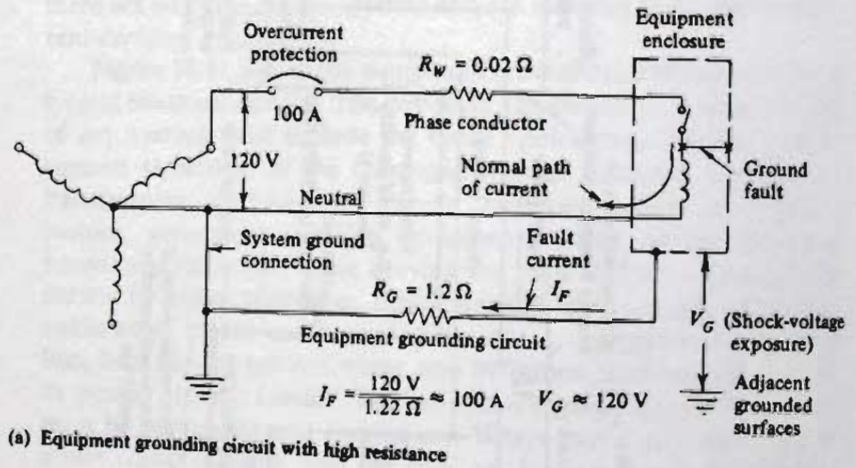 Equipment
enclosure
Overcurrent
protection
R_W = 0.02 Ω
100 A
Phase conductor
120 V
Normal path
of current
Ground
fault
Neutral
System ground
connection
Fault
current
I_F
R_G = 1.2 Ω
V_G (Shock-voltage
exposure)
Equipment grounding circuit
I_F = 120 V / 1.22 Ω ≈ 100 A V_G ≈ 120 V
Adjacent
grounded
surfaces
(a) Equipment grounding circuit with high resistance